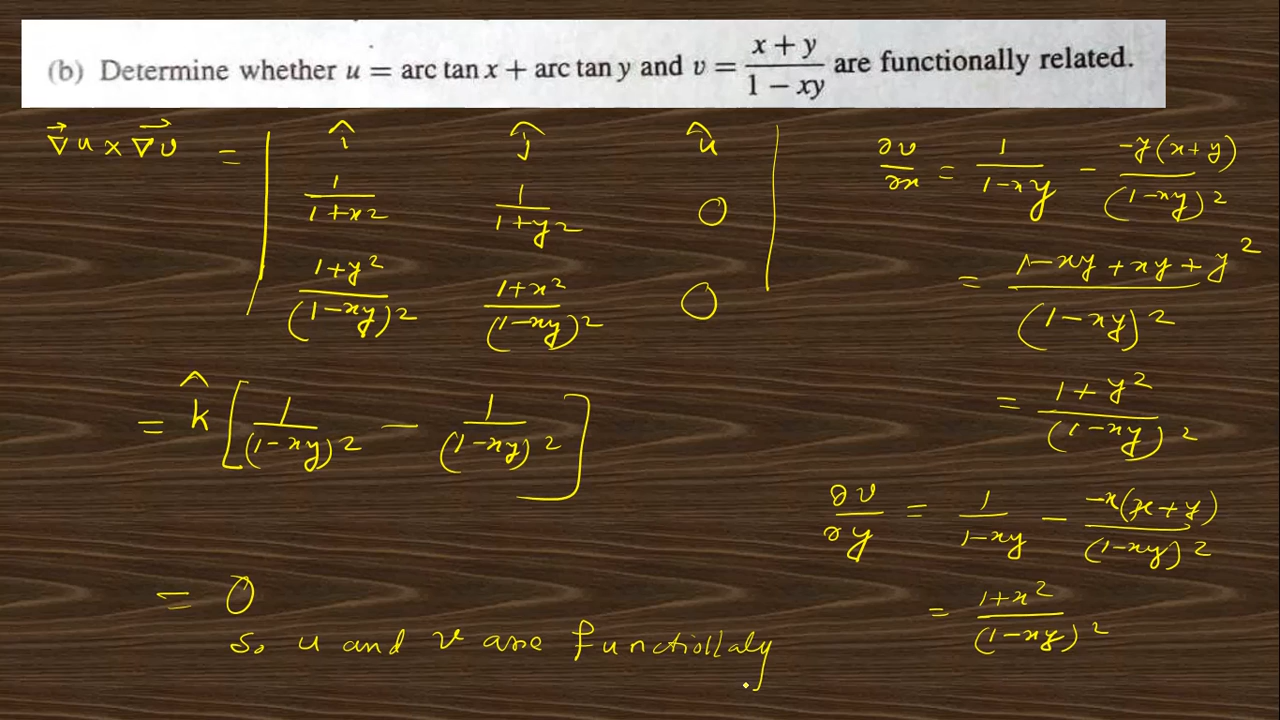 (b) Determine whether u = arc tan x + arc tan y and v = (x + y)/(1 − xy) are functionally related.
∇⃗u × ∇⃗v = | î ĵ k̂ |
| 1/(1+x²) 1/(1+y²) 0 |
| (1+y²)/(1−xy)² (1+x²)/(1−xy)² 0 |
= k̂ [ 1/(1−xy)² − 1/(1−xy)² ]
= 0
So u and v are functiollaly
∂v/∂x = 1/(1−xy) − −y(x+y)/(1−xy)²
= (1−xy+xy+y²)/(1−xy)²
= (1+y²)/(1−xy)²
∂v/∂y = 1/(1−xy) − −x(x+y)/(1−xy)²
= (1+x²)/(1−xy)²